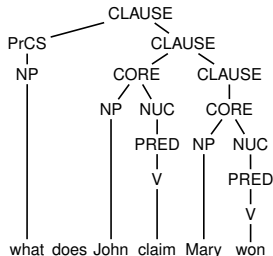 CLAUSE
PrCS CLAUSE
NP CORE CLAUSE
NP NUC CORE
PRED NP NUC
V PRED
V
what does John claim Mary won